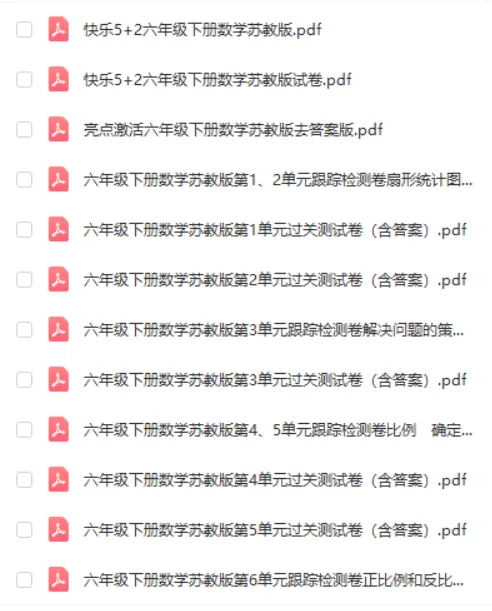 快乐5+2六年级下册数学苏教版.pdf
快乐5+2六年级下册数学苏教版试卷.pdf
亮点激活六年级下册数学苏教版去答案版.pdf
六年级下册数学苏教版第1、2单元跟踪检测卷扇形统计图...
六年级下册数学苏教版第1单元过关测试卷（含答案）.pdf
六年级下册数学苏教版第2单元过关测试卷（含答案）.pdf
六年级下册数学苏教版第3单元跟踪检测卷解决问题的策...
六年级下册数学苏教版第3单元过关测试卷（含答案）.pdf
六年级下册数学苏教版第4、5单元跟踪检测卷比例　确定...
六年级下册数学苏教版第4单元过关测试卷（含答案）.pdf
六年级下册数学苏教版第5单元过关测试卷（含答案）.pdf
六年级下册数学苏教版第6单元跟踪检测卷正比例和反比...